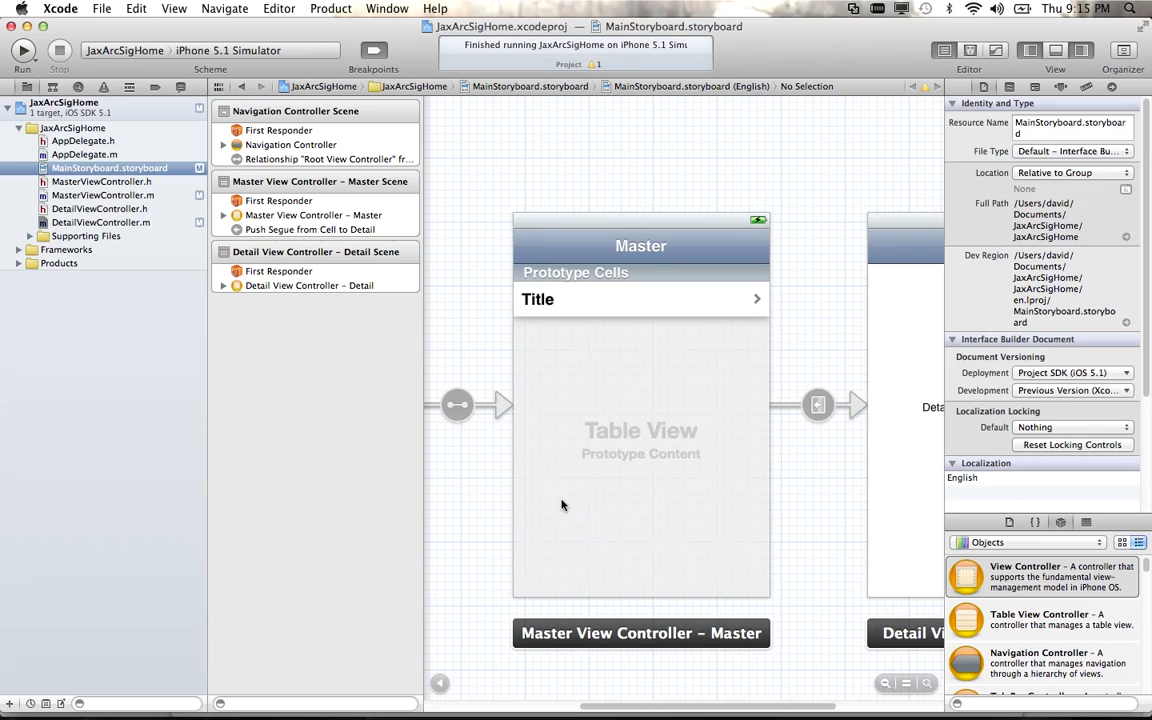 Xcode File Edit View Navigate Editor Product Window Help
Thu 9:15 PM
JaxArcSigHome.xcodeproj — MainStoryboard.storyboard
JaxArcSigHome iPhone 5.1 Simulator
Finished running JaxArcSigHome on iPhone 5.1 Simu
Project 1
Run Stop Scheme Breakpoints Editor View Organizer
JaxArcSigHome JaxArcSigHome MainStoryboard.storyboard MainStoryboard.storyboard (English) No Selection
JaxArcSigHome M
1 target, iOS SDK 5.1
JaxArcSigHome
AppDelegate.h
AppDelegate.m
MainStoryboard.storyboard M
MasterViewController.h
MasterViewController.m M
DetailViewController.h
DetailViewController.m M
Supporting Files
Frameworks
Products
Navigation Controller Scene
First Responder
Navigation Controller
Relationship "Root View Controller" fr...
Master View Controller – Master Scene
First Responder
Master View Controller – Master
Push Segue from Cell to Detail
Detail View Controller – Detail Scene
First Responder
Detail View Controller – Detail
Master
Prototype Cells
Title
Table View
Prototype Content
Master View Controller – Master
Deta
Detail Vi
Identity and Type
Resource Name MainStoryboard.storyboar
d
File Type Default – Interface Bu...
Location Relative to Group
None
Full Path /Users/david/
Documents/
JaxArcSigHome/
JaxArcSigHome
Dev Region /Users/david/
Documents/
JaxArcSigHome/
JaxArcSigHome/
en.lproj/
MainStoryboard.storybo
ard
Interface Builder Document
Document Versioning
Deployment Project SDK (iOS 5.1)
Development Previous Version (Xco...
Localization Locking
Default Nothing
Reset Locking Controls
Localization
English
Objects
View Controller – A controller that
supports the fundamental view-
management model in iPhone OS.
Table View Controller – A
controller that manages a table view.
Navigation Controller – A
controller that manages navigation
through a hierarchy of views.